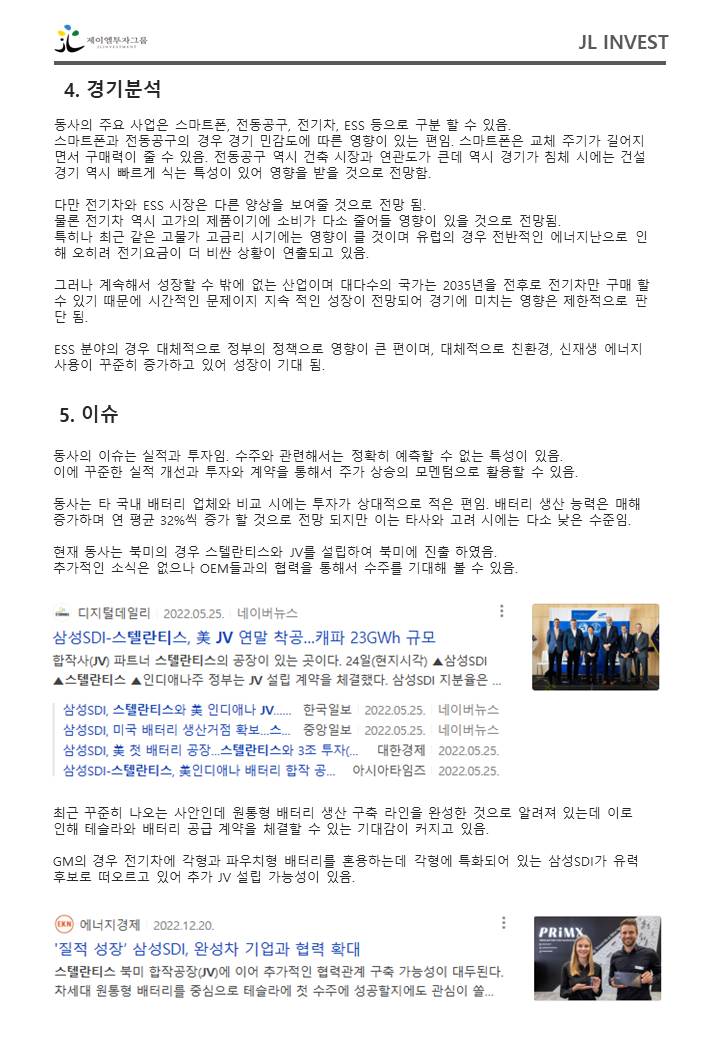 제이엘투자그룹
JLINVESTMENT
JL INVEST
4. 경기분석
동사의 주요 사업은 스마트폰, 전동공구, 전기차, ESS 등으로 구분 할 수 있음.
스마트폰과 전동공구의 경우 경기 민감도에 따른 영향이 있는 편임. 스마트폰은 교체 주기가 길어지
면서 구매력이 줄 수 있음. 전동공구 역시 건축 시장과 연관도가 큰데 역시 경기가 침체 시에는 건설
경기 역시 빠르게 식는 특성이 있어 영향을 받을 것으로 전망함.
다만 전기차와 ESS 시장은 다른 양상을 보여줄 것으로 전망 됨.
물론 전기차 역시 고가의 제품이기에 소비가 다소 줄어들 영향이 있을 것으로 전망됨.
특히나 최근 같은 고물가 고금리 시기에는 영향이 클 것이며 유럽의 경우 전반적인 에너지난으로 인
해 오히려 전기요금이 더 비싼 상황이 연출되고 있음.
그러나 계속해서 성장할 수 밖에 없는 산업이며 대다수의 국가는 2035년을 전후로 전기차만 구매 할
수 있기 때문에 시간적인 문제이지 지속 적인 성장이 전망되어 경기에 미치는 영향은 제한적으로 판
단 됨.
ESS 분야의 경우 대체적으로 정부의 정책으로 영향이 큰 편이며, 대체적으로 친환경, 신재생 에너지
사용이 꾸준히 증가하고 있어 성장이 기대 됨.
5. 이슈
동사의 이슈는 실적과 투자임. 수주와 관련해서는 정확히 예측할 수 없는 특성이 있음.
이에 꾸준한 실적 개선과 투자와 계약을 통해서 주가 상승의 모멘텀으로 활용할 수 있음.
동사는 타 국내 배터리 업체와 비교 시에는 투자가 상대적으로 적은 편임. 배터리 생산 능력은 매해
증가하며 연 평균 32%씩 증가 할 것으로 전망 되지만 이는 타사와 고려 시에는 다소 낮은 수준임.
현재 동사는 북미의 경우 스텔란티스와 JV를 설립하여 북미에 진출 하였음.
추가적인 소식은 없으나 OEM들과의 협력을 통해서 수주를 기대해 볼 수 있음.
디지털데일리 2022.05.25. 네이버뉴스
삼성SDI-스텔란티스, 美 JV 연말 착공...캐파 23GWh 규모
합작사(JV) 파트너 스텔란티스의 공장이 있는 곳이다. 24일(현지시각) ▲삼성SDI
▲스텔란티스 ▲인디애나주 정부는 JV 설립 계약을 체결했다. 삼성SDI 지분율은 ...
삼성SDI, 스텔란티스와 美 인디애나 JV...... 한국일보 2022.05.25. 네이버뉴스
삼성SDI, 미국 배터리 생산거점 확보...스... 중앙일보 2022.05.25. 네이버뉴스
삼성SDI, 美 첫 배터리 공장...스텔란티스와 3조 투자(... 대한경제 2022.05.25.
삼성SDI-스텔란티스, 美인디애나 배터리 합작 공... 아시아타임즈 2022.05.25.
최근 꾸준히 나오는 사안인데 원통형 배터리 생산 구축 라인을 완성한 것으로 알려져 있는데 이로
인해 테슬라와 배터리 공급 계약을 체결할 수 있는 기대감이 커지고 있음.
GM의 경우 전기차에 각형과 파우치형 배터리를 혼용하는데 각형에 특화되어 있는 삼성SDI가 유력
후보로 떠오르고 있어 추가 JV 설립 가능성이 있음.
EKN 에너지경제 2022.12.20.
'질적 성장' 삼성SDI, 완성차 기업과 협력 확대
스텔란티스 북미 합작공장(JV)에 이어 추가적인 협력관계 구축 가능성이 대두된다.
차세대 원통형 배터리를 중심으로 테슬라에 첫 수주에 성공할지에도 관심이 쏠...
PRiMX